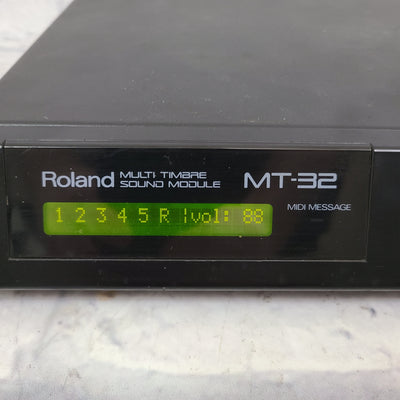 Roland MULTI TIMBRE SOUND MODULE MT-32
MIDI MESSAGE
1 2 3 4 5 R |vol: 88